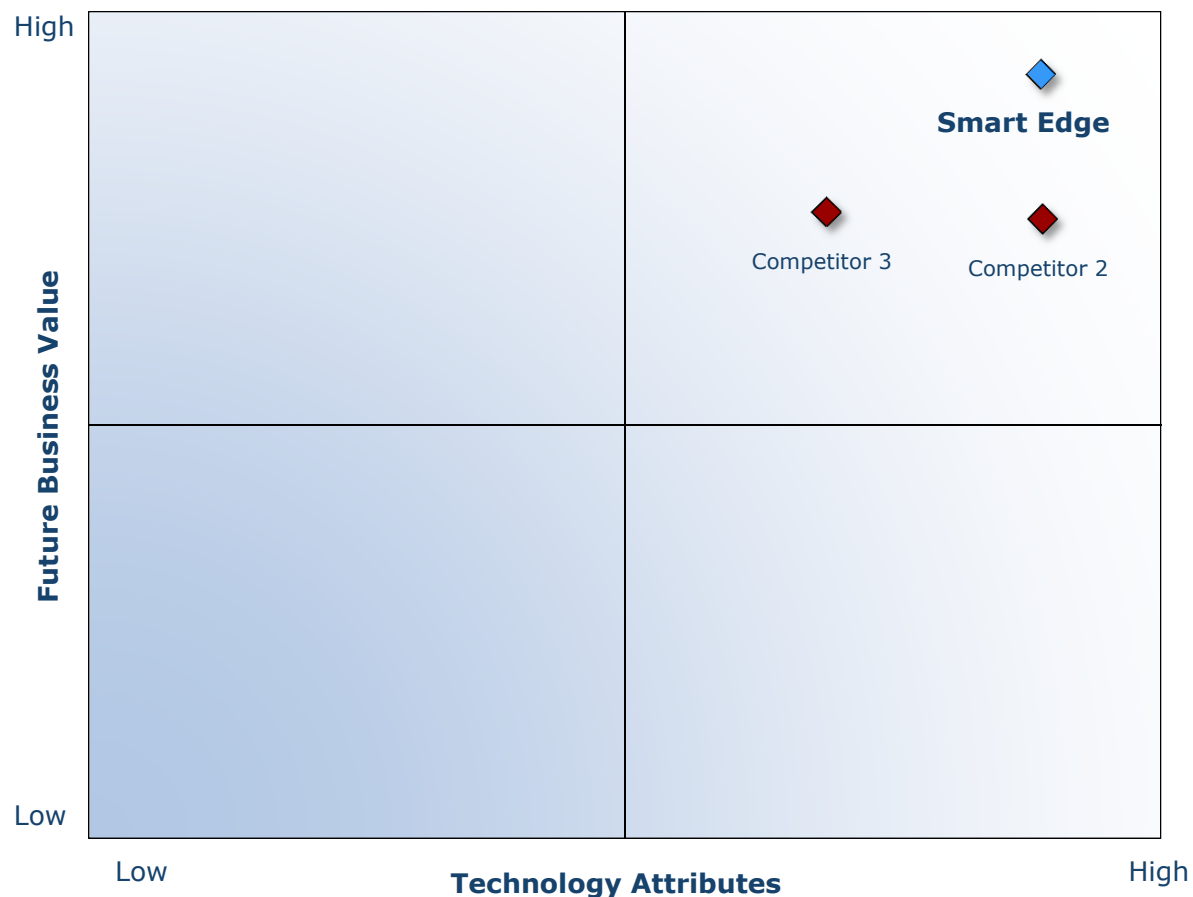 High
Smart Edge
Competitor 3
Competitor 2
Future Business Value
Low
Low
Technology Attributes
High